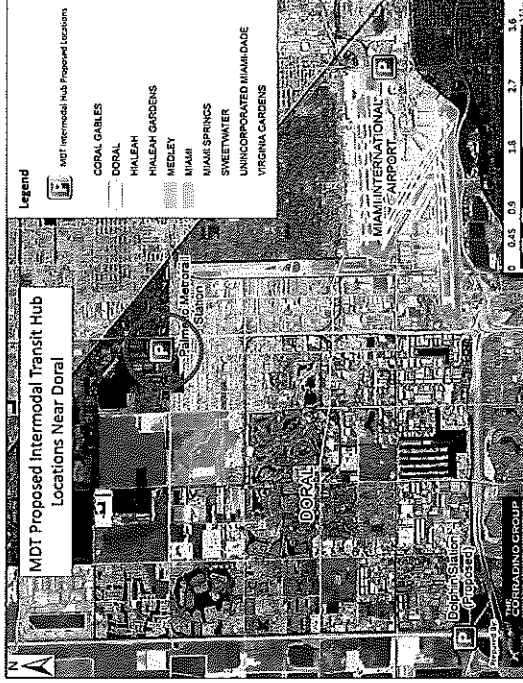 N
MDT Proposed Intermodal Transit Hub
Locations Near Doral
Legend
P
MDT Intermodal Hub Proposed Locations
CORAL GABLES
DORAL
HIALEAH
HIALEAH GARDENS
MEDLEY
MIAMI
MIAMI SPRINGS
SWEETWATER
UNINCORPORATED MIAMI-DADE
VIRGINIA GARDENS
P
Palmetto Metrorail
Station
DORAL
MIAMI INTERNATIONAL
AIRPORT
P
Dolphin Station
(Proposed)
P
CORRADINO GROUP
0 0.45 0.9 1.8 2.7 3.6